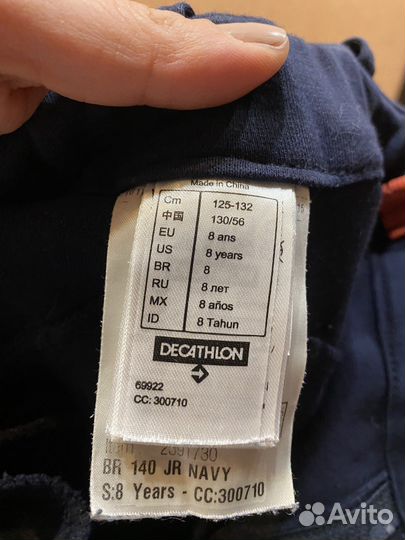 Made in China
Cm 125-132
中国 130/56
EU 8 ans
US 8 years
BR 8
RU 8 лет
MX 8 años
ID 8 Tahun
DECATHLON
69922
CC: 300710
2391730
BR 140 JR NAVY
S:8 Years - CC:300710
Avito